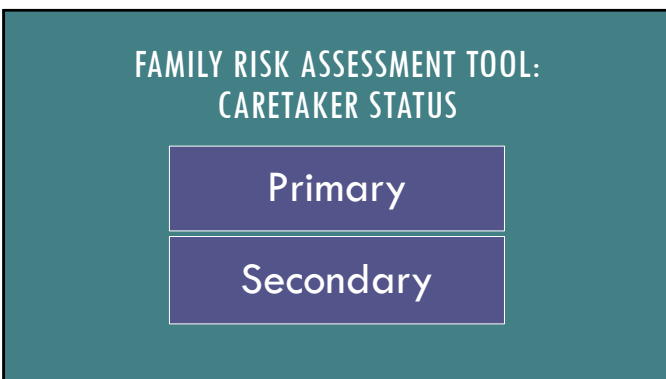 FAMILY RISK ASSESSMENT TOOL:
CARETAKER STATUS
Primary
Secondary